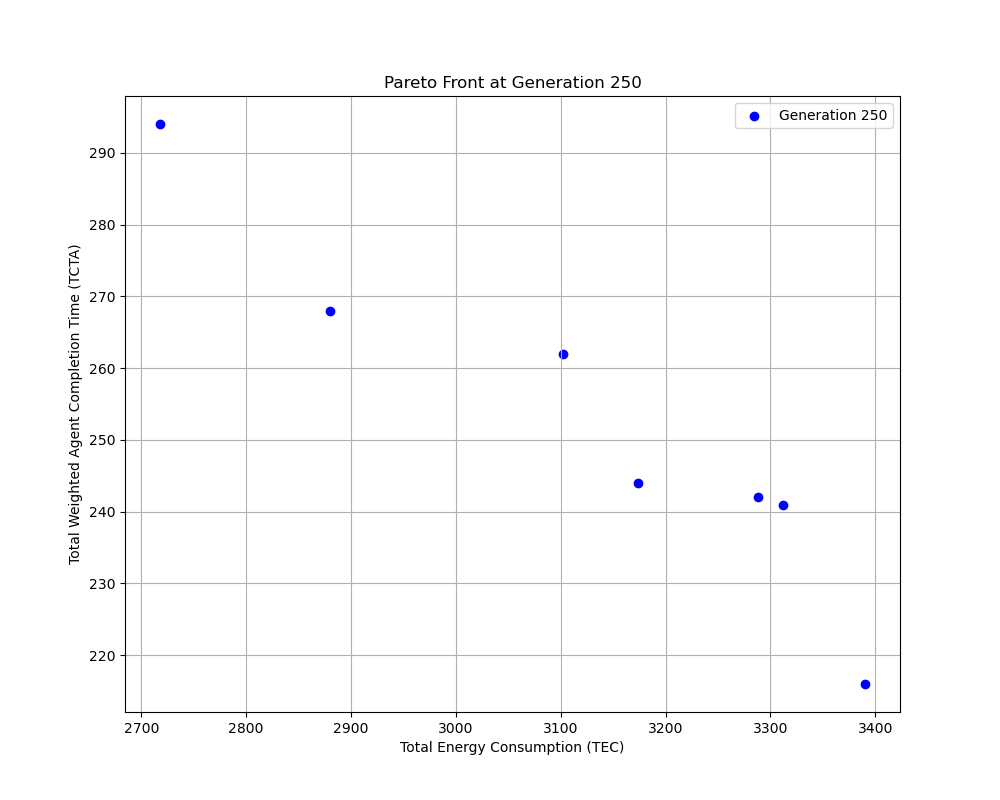 Pareto Front at Generation 250
Generation 250
Total Weighted Agent Completion Time (TCTA)
290
280
270
260
250
240
230
220
2700 2800 2900 3000 3100 3200 3300 3400
Total Energy Consumption (TEC)